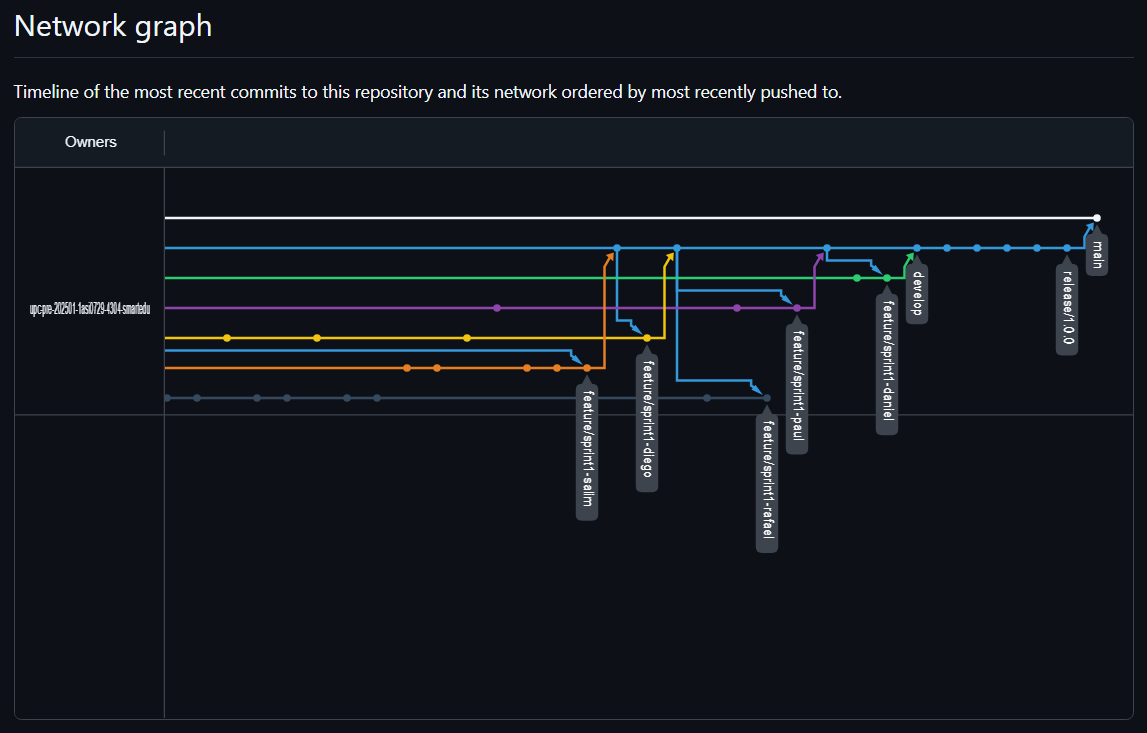 Network graph
Timeline of the most recent commits to this repository and its network ordered by most recently pushed to.
Owners
upc-pre-202501-1asi0729-4304-smartedu
main
release/1.0.0
develop
feature/sprint1-daniel
feature/sprint1-paul
feature/sprint1-rafael
feature/sprint1-diego
feature/sprint1-salim